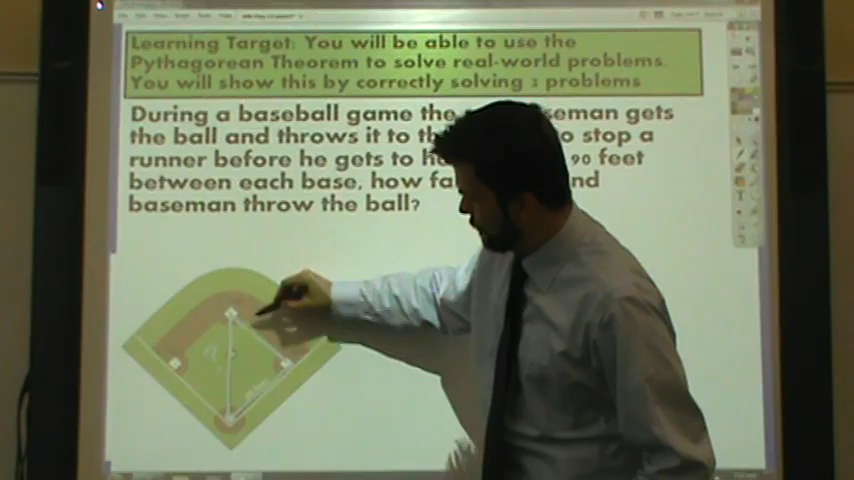 Learning Target: You will be able to use the
Pythagorean Theorem to solve real-world problems.
You will show this by correctly solving 3 problems
During a baseball game the seman gets
the ball and throws it to th o stop a
runner before he gets to h 90 feet
between each base, how fa nd
baseman throw the ball?